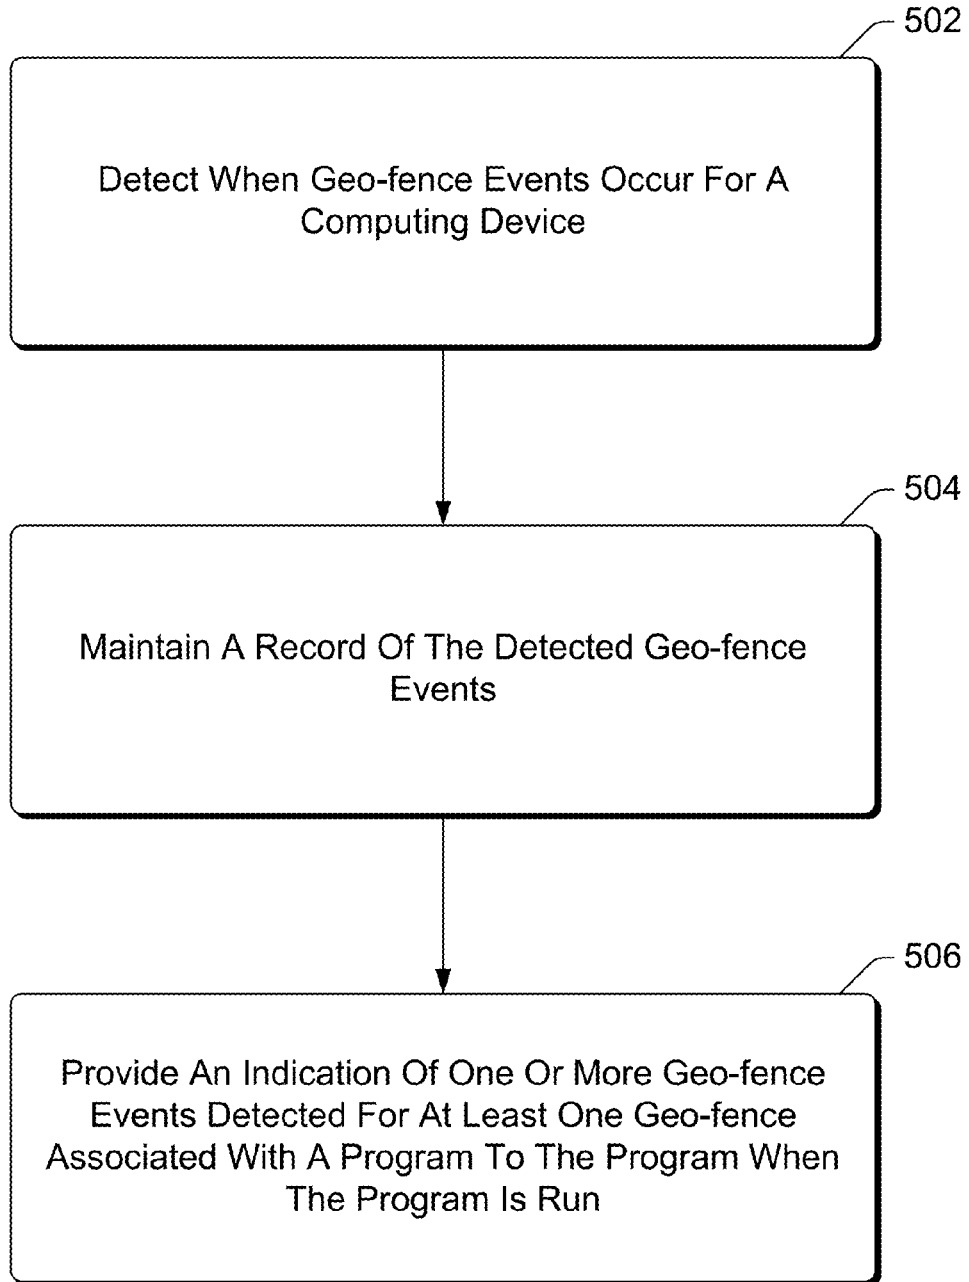 502
Detect When Geo-fence Events Occur For A
Computing Device
504
Maintain A Record Of The Detected Geo-fence
Events
506
Provide An Indication Of One Or More Geo-fence
Events Detected For At Least One Geo-fence
Associated With A Program To The Program When
The Program Is Run